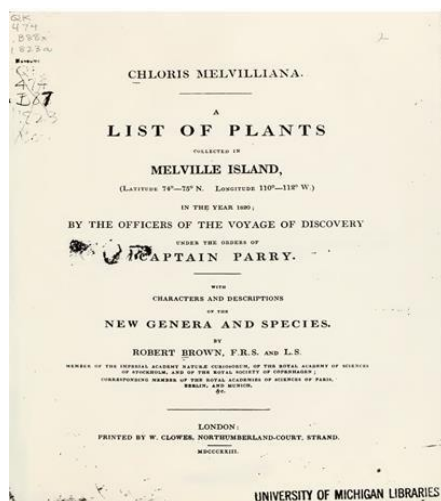 QK
474
.B88x
1823a
CHLORIS MELVILLIANA.
A
LIST OF PLANTS
COLLECTED IN
MELVILLE ISLAND,
(LATITUDE 74°—75° N. LONGITUDE 110°—112° W.)
IN THE YEAR 1820;
BY THE OFFICERS OF THE VOYAGE OF DISCOVERY
UNDER THE ORDERS OF
CAPTAIN PARRY.
WITH
CHARACTERS AND DESCRIPTIONS
OF THE
NEW GENERA AND SPECIES.
BY
ROBERT BROWN, F.R.S. AND L.S.
MEMBER OF THE IMPERIAL ACADEMY NATURÆ CURIOSORUM, OF THE ROYAL ACADEMY OF SCIENCES
OF STOCKHOLM, AND OF THE ROYAL SOCIETY OF COPENHAGEN;
CORRESPONDING MEMBER OF THE ROYAL ACADEMIES OF SCIENCES OF PARIS,
BERLIN, AND MUNICH,
&c.
LONDON:
PRINTED BY W. CLOWES, NORTHUMBERLAND-COURT, STRAND.
MDCCCXXIII.
UNIVERSITY OF MICHIGAN LIBRARIES